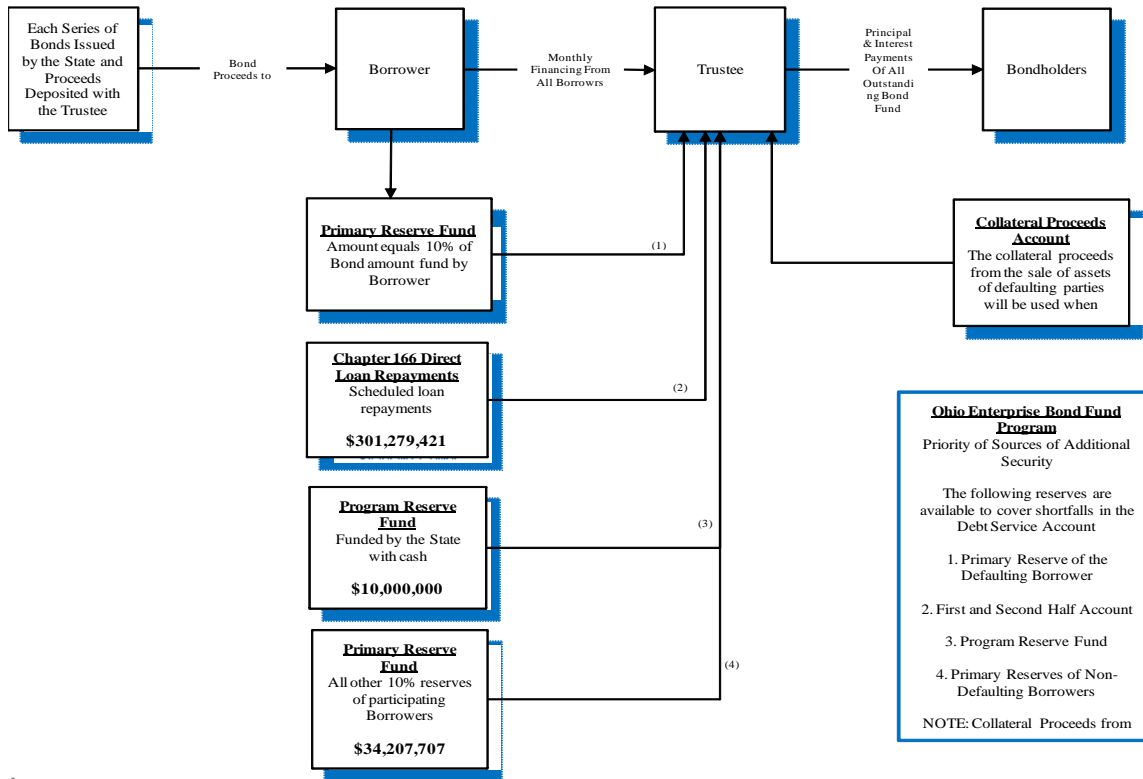 Each Series of
Bonds Issued
by the State and
Proceeds
Deposited with
the Trustee
Bond
Proceeds to
Borrower
Monthly
Financing From
All Borrowrs
Trustee
Principal
& Interest
Payments
Of All
Outstandi
ng Bond
Fund
Bondholders
Primary Reserve Fund
Amount equals 10% of
Bond amount fund by
Borrower
(1)
Collateral Proceeds
Account
The collateral proceeds
from the sale of assets
of defaulting parties
will be used when
Chapter 166 Direct
Loan Repayments
Scheduled loan
repayments
$301,279,421
(2)
Program Reserve
Fund
Funded by the State
with cash
$10,000,000
(3)
Primary Reserve
Fund
All other 10% reserves
of participating
Borrowers
$34,207,707
(4)
Ohio Enterprise Bond Fund
Program
Priority of Sources of Additional
Security
The following reserves are
available to cover shortfalls in the
Debt Service Account
1. Primary Reserve of the
Defaulting Borrower
2. First and Second Half Account
3. Program Reserve Fund
4. Primary Reserves of Non-
Defaulting Borrowers
NOTE: Collateral Proceeds from